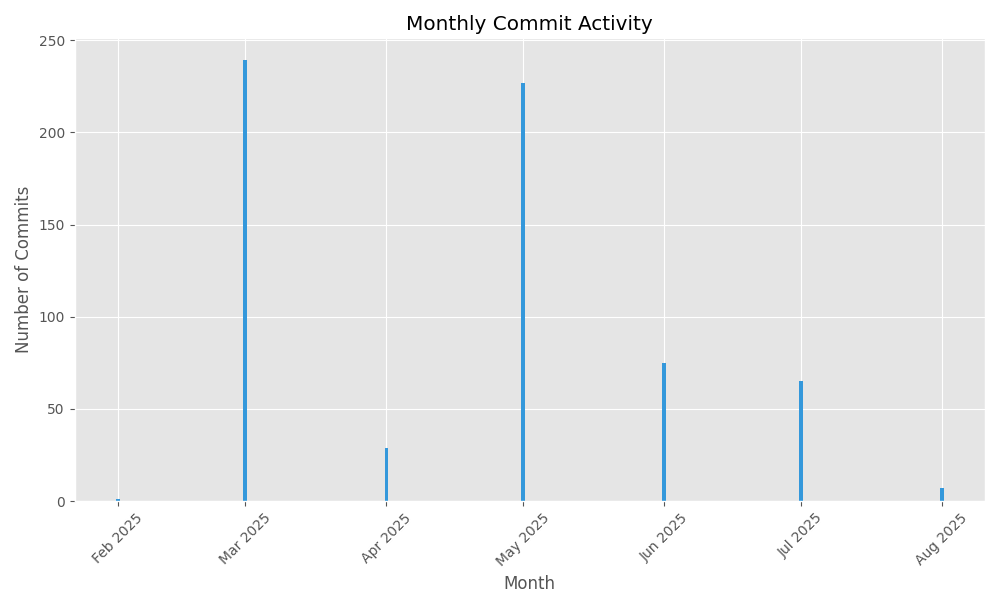 Monthly Commit Activity
Number of Commits
250
200
150
100
50
0
Feb 2025
Mar 2025
Apr 2025
May 2025
Jun 2025
Jul 2025
Aug 2025
Month